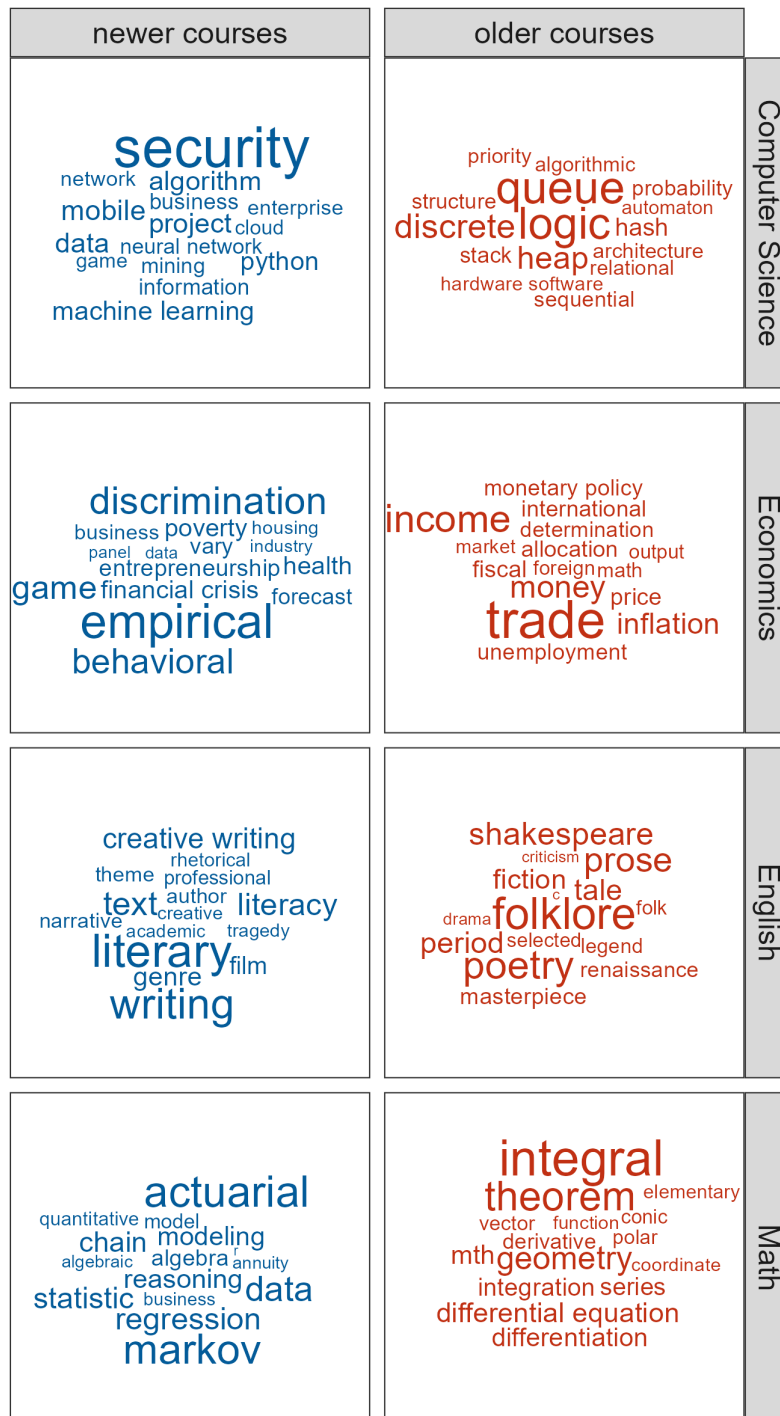 newer courses
older courses
security
network algorithm
mobile business enterprise
project cloud
data neural network
game mining python
information
machine learning
priority algorithmic
queue probability
structure automaton
discrete logic hash
stack heap architecture
relational
hardware software
sequential
Computer Science
discrimination
business poverty housing
panel data vary industry
entrepreneurship health
game financial crisis forecast
empirical
behavioral
monetary policy
income international
determination
market allocation output
fiscal foreign math
money price
trade inflation
unemployment
Economics
creative writing
rhetorical
theme professional
text author literacy
narrative creative
academic tragedy
literary film
genre
writing
shakespeare
criticism prose
fiction c tale
drama folklore folk
period selected legend
poetry renaissance
masterpiece
English
actuarial
quantitative model
chain modeling
algebraic algebra r annuity
reasoning data
statistic business
regression
markov
integral
theorem elementary
vector function conic
derivative polar
mth geometry coordinate
integration series
differential equation
differentiation
Math